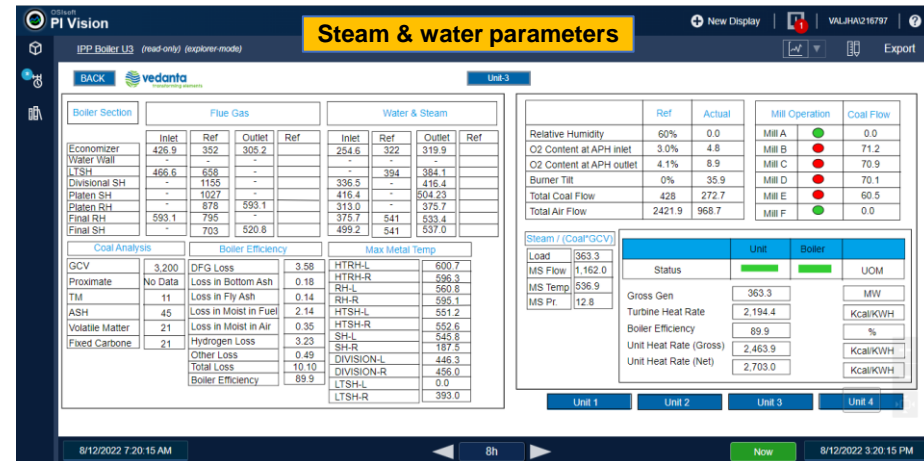 OSIsoft
PI Vision
Steam & water parameters
New Display
1
VALJHA\216797
IPP Boiler U3 (read-only) (explorer-mode)
Export
BACK vedanta
transforming elements
Unit-3
Boiler Section Flue Gas Water & Steam
Inlet Ref Outlet Ref Inlet Ref Outlet Ref
Economizer 426.9 352 305.2 254.6 322 319.9
Water Wall - - - - -
LTSH 466.6 658 - - 394 384.1
Divisional SH 1155 - 336.5 - 416.4
Platen SH 1027 - 416.4 - 504.23
Platen RH 878 593.1 313.0 - 375.7
Final RH 593.1 795 - 375.7 541 533.4
Final SH - 703 520.8 499.2 541 537.0
Coal Analysis Boiler Efficiency Max Metal Temp
GCV 3,200
Proximate No Data
TM 11
ASH 45
Volatile Matter 21
Fixed Carbone 21
DFG Loss 3.58
Loss in Bottom Ash 0.18
Loss in Fly Ash 0.14
Loss in Moist in Fuel 2.14
Loss in Moist in Air 0.35
Hydrogen Loss 3.23
Other Loss 0.49
Total Loss 10.10
Boiler Efficiency 89.9
HTRH-L 600.7
HTRH-R 596.3
RH-L 560.8
RH-R 595.1
HTSH-L 551.2
HTSH-R 552.6
SH-L 545.8
SH-R 187.5
DIVISION-L 446.3
DIVISION-R 456.0
LTSH-L 0.0
LTSH-R 393.0
Ref Actual
Relative Humidity 60% 0.0
O2 Content at APH inlet 3.0% 4.8
O2 Content at APH outlet 4.1% 8.9
Burner Tilt 0% 35.9
Total Coal Flow 428 272.7
Total Air Flow 2421.9 968.7
Mill Operation Coal Flow
Mill A 0.0
Mill B 71.2
Mill C 70.9
Mill D 70.1
Mill E 60.5
Mill F 0.0
Steam / (Coal*GCV)
Load 363.3
MS Flow 1,162.0
MS Temp 536.9
MS Pr. 12.8
Unit Boiler
Status UOM
Gross Gen 363.3 MW
Turbine Heat Rate 2,194.4 Kcal/KWH
Boiler Efficiency 89.9 %
Unit Heat Rate (Gross) 2,463.9 Kcal/KWH
Unit Heat Rate (Net) 2,703.0 Kcal/KWH
Unit 1 Unit 2 Unit 3 Unit 4
8/12/2022 7:20:15 AM 8h Now 8/12/2022 3:20:15 PM